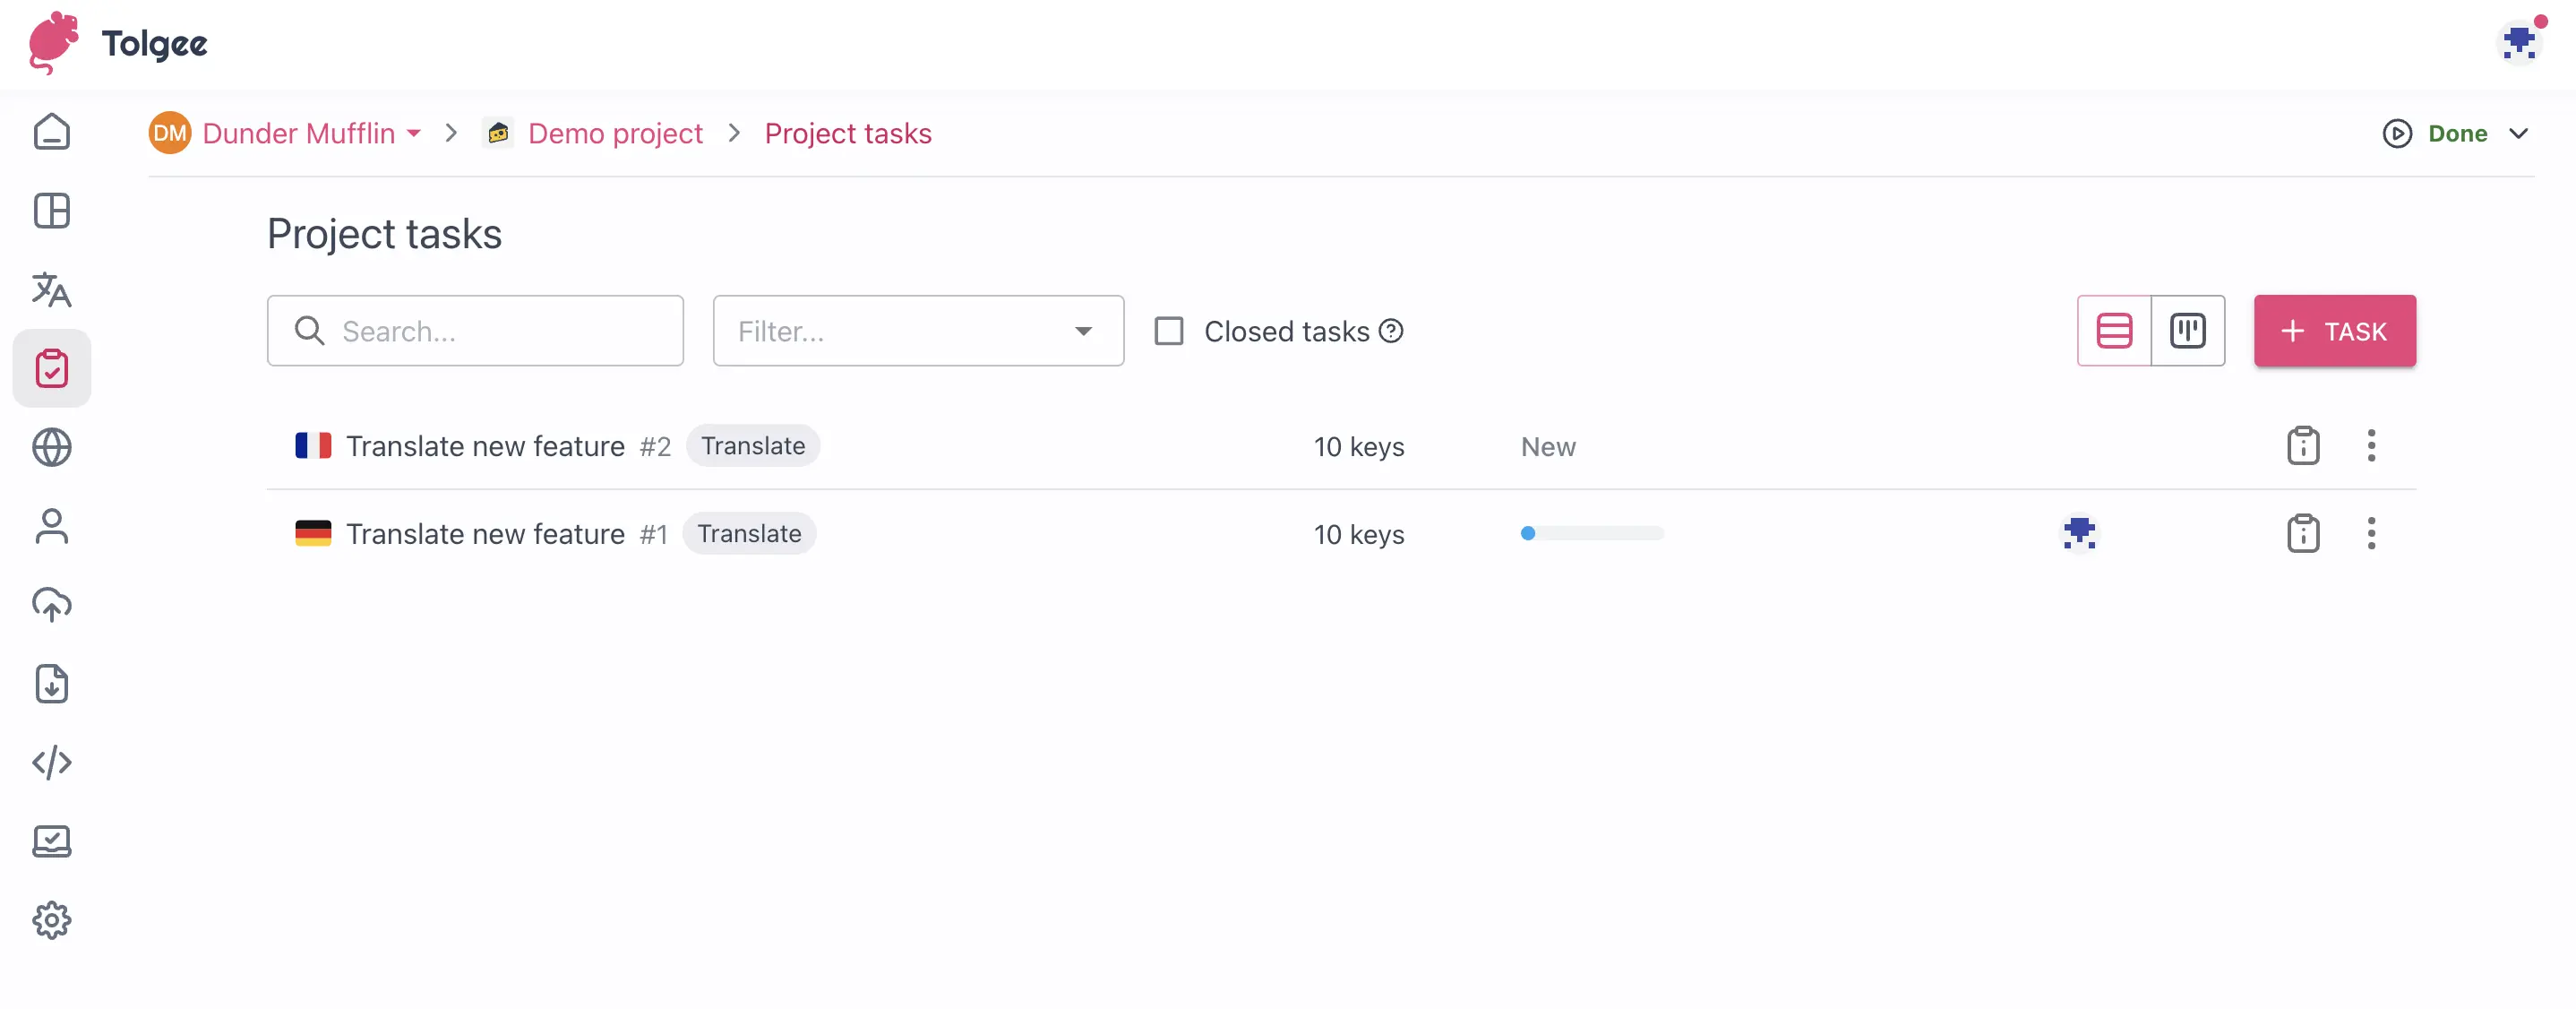 Tolgee
DM Dunder Mufflin Demo project Project tasks Done
Project tasks
Search... Filter... Closed tasks TASK
Translate new feature #2 Translate 10 keys New
Translate new feature #1 Translate 10 keys